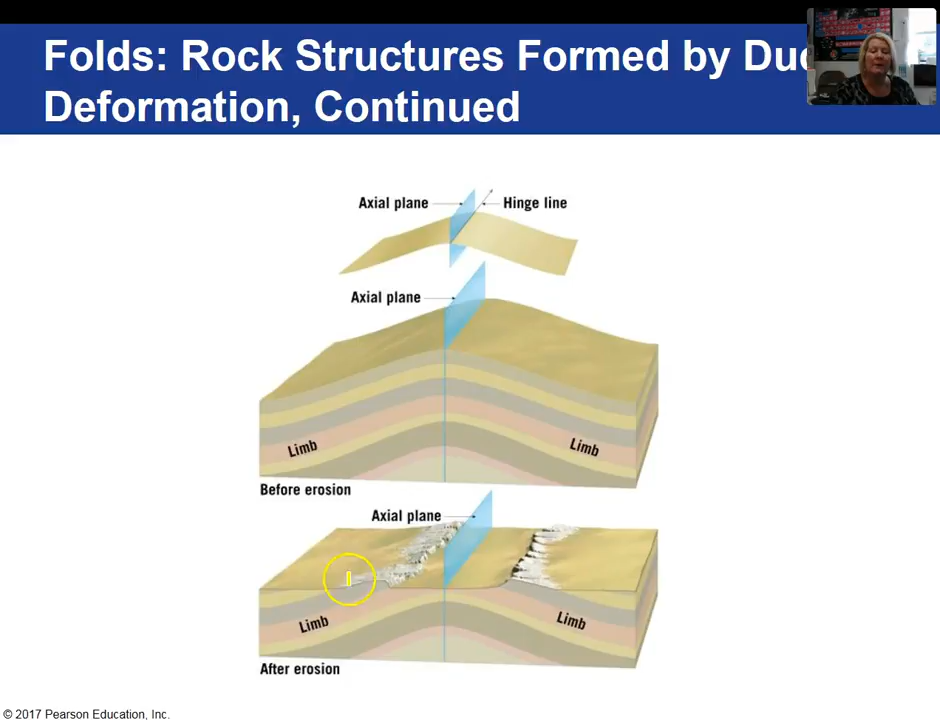 Folds: Rock Structures Formed by
Deformation, Continued
Axial plane
Hinge line
Axial plane
Limb
Limb
Before erosion
Axial plane
Limb
Limb
After erosion
© 2017 Pearson Education, Inc.